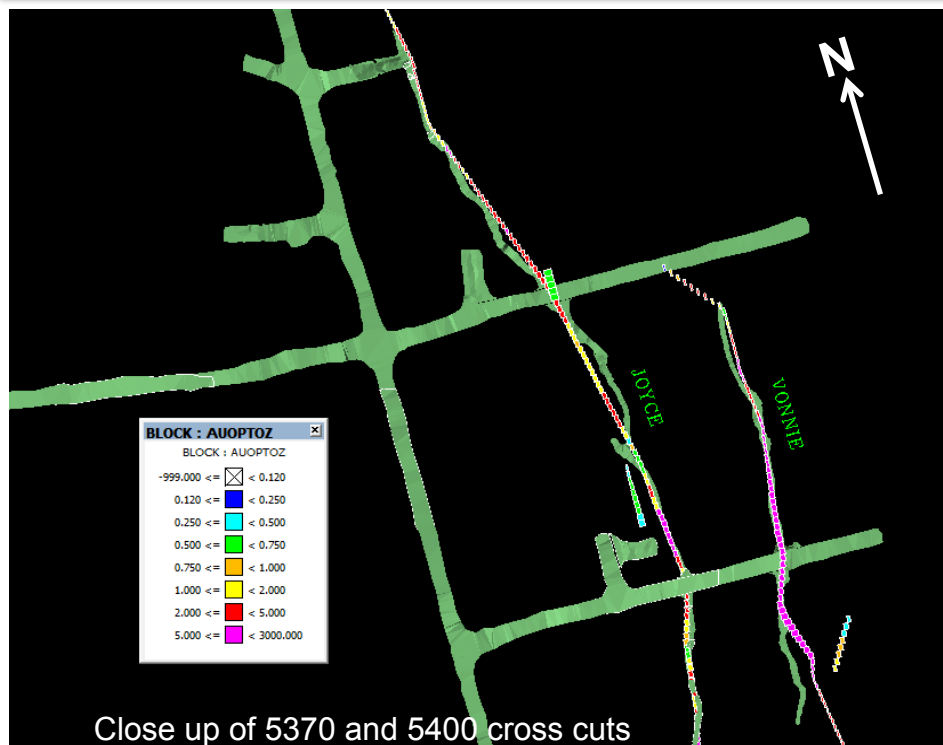 N
JOYCE
VONNIE
BLOCK : AUOPTOZ
BLOCK : AUOPTOZ
-999.000 <= < 0.120
0.120 <= < 0.250
0.250 <= < 0.500
0.500 <= < 0.750
0.750 <= < 1.000
1.000 <= < 2.000
2.000 <= < 5.000
5.000 <= < 3000.000
Close up of 5370 and 5400 cross cuts